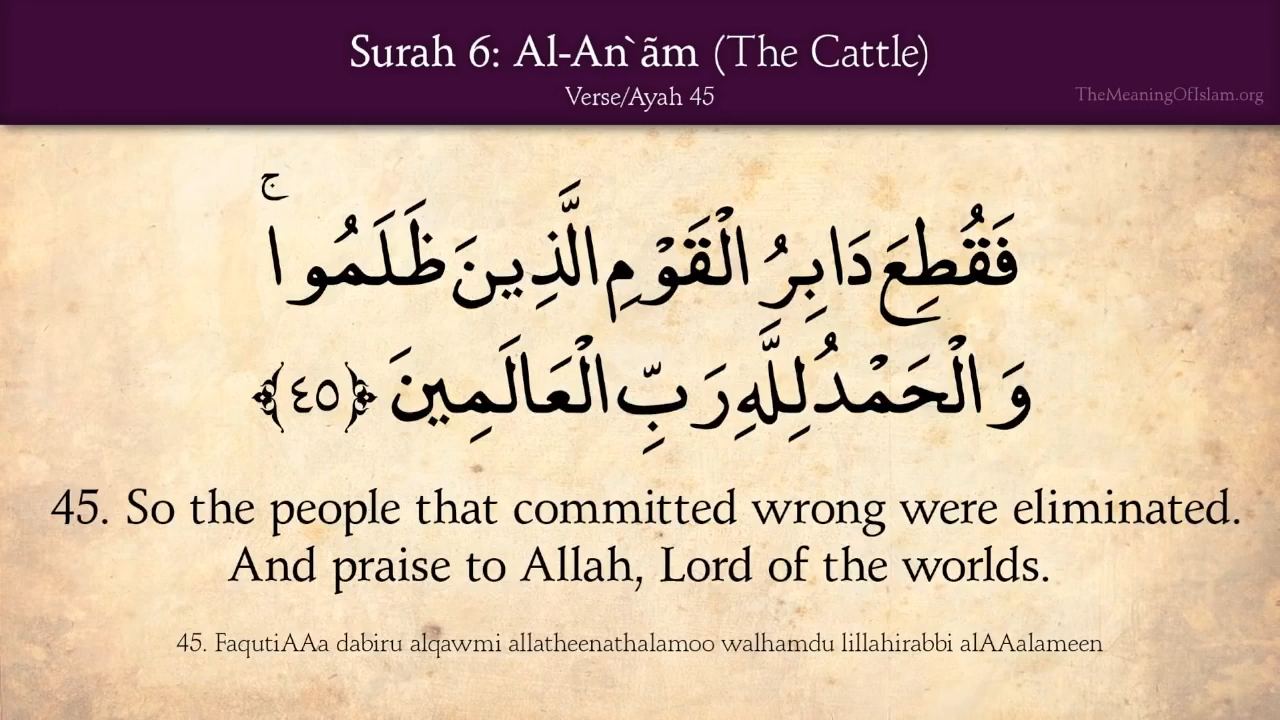 Surah 6: Al-An`ãm (The Cattle)
Verse/Ayah 45
TheMeaningOfIslam.org
فَقُطِعَ دَابِرُ الْقَوْمِ الَّذِينَ ظَلَمُوا ۚ
وَالْحَمْدُ لِلَّهِ رَبِّ الْعَالَمِينَ ﴿٤٥﴾
45. So the people that committed wrong were eliminated.
And praise to Allah, Lord of the worlds.
45. FaqutiAAa dabiru alqawmi allatheenathalamoo walhamdu lillahirabbi alAAalameen